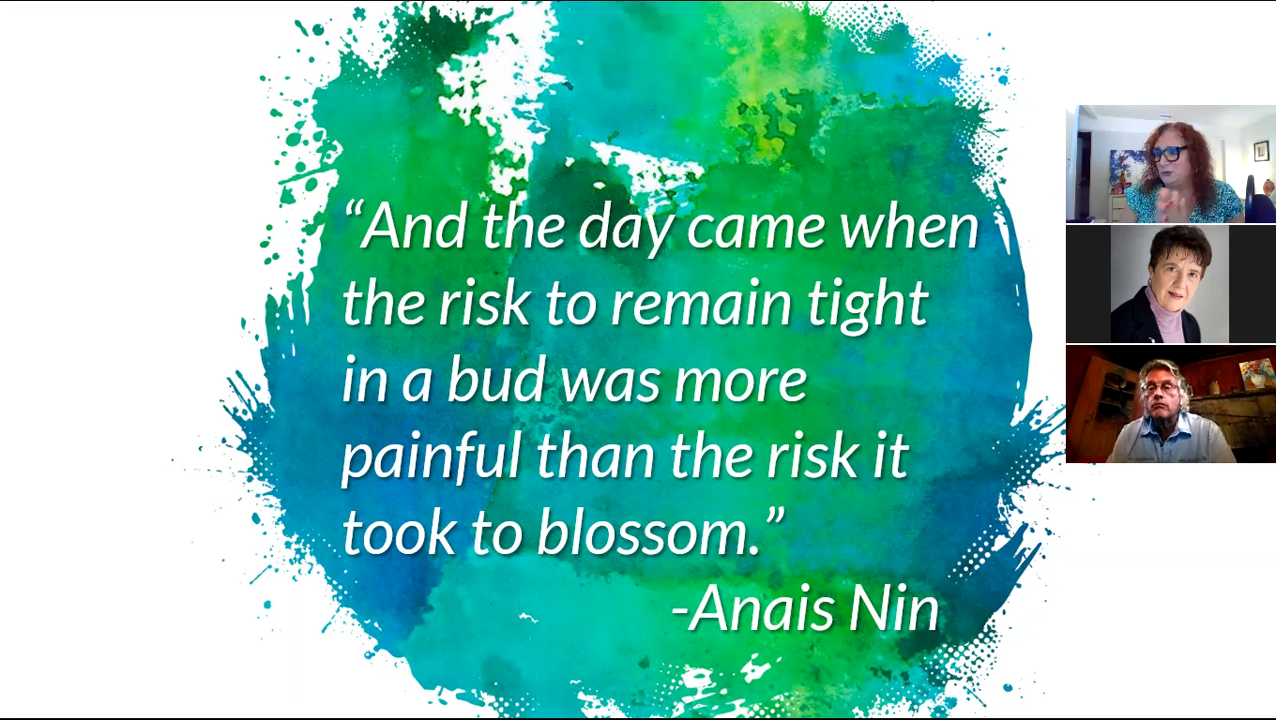 “And the day came when
the risk to remain tight
in a bud was more
painful than the risk it
took to blossom.”
-Anais Nin